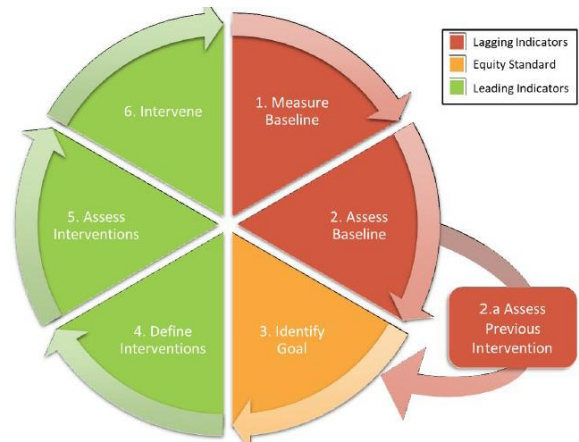 Lagging Indicators
Equity Standard
Leading Indicators
1. Measure
Baseline
2. Assess
Baseline
2.a Assess
Previous
Intervention
3. Identify
Goal
4. Define
Interventions
5. Assess
Interventions
6. Intervene